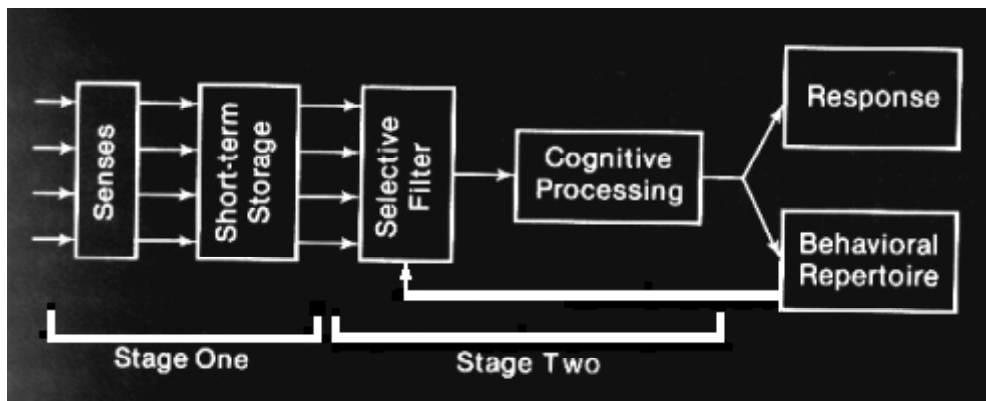 Senses
Short-term
Storage
Selective
Filter
Cognitive
Processing
Response
Behavioral
Repertoire
Stage One
Stage Two